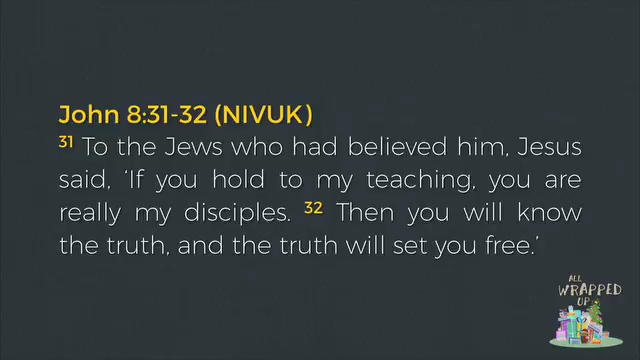 John 8:31-32 (NIVUK)
31 To the Jews who had believed him, Jesus
said, ‘If you hold to my teaching, you are
really my disciples. 32 Then you will know
the truth, and the truth will set you free.’
ALL
WRAPPED
UP